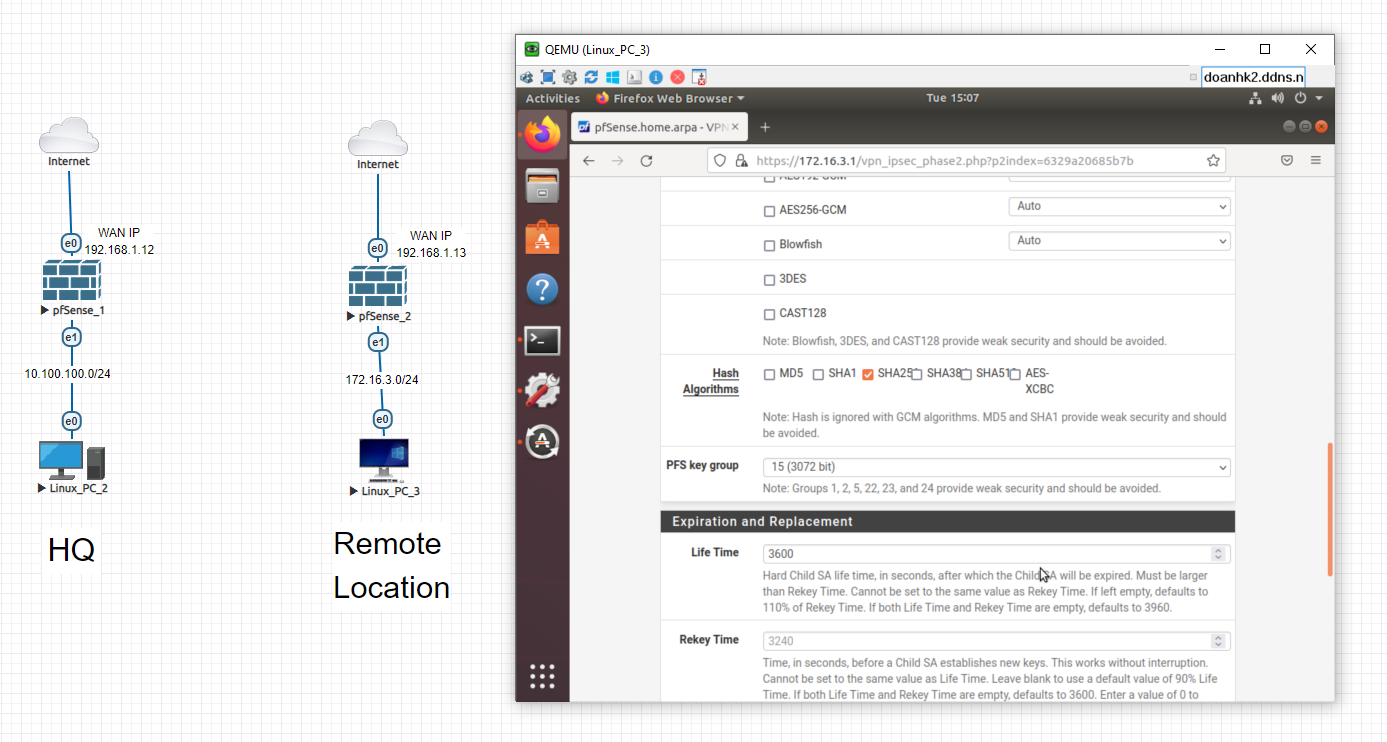 Internet
WAN IP
192.168.1.12
e0
pfSense_1
e1
10.100.100.0/24
e0
Linux_PC_2
HQ
Internet
WAN IP
192.168.1.13
e0
pfSense_2
e1
172.16.3.0/24
e0
Linux_PC_3
Remote
Location
QEMU (Linux_PC_3)
doanhk2.ddns.n
Activities Firefox Web Browser Tue 15:07
pfSense.home.arpa - VPN
https://172.16.3.1/vpn_ipsec_phase2.php?p2index=6329a20685b7b
AES192-GCM
AES256-GCM Auto
Blowfish Auto
3DES
CAST128
Note: Blowfish, 3DES, and CAST128 provide weak security and should be avoided.
Hash Algorithms
MD5 SHA1 SHA25 SHA38 SHA51 AES-
XCBC
Note: Hash is ignored with GCM algorithms. MD5 and SHA1 provide weak security and should
be avoided.
PFS key group 15 (3072 bit)
Note: Groups 1, 2, 5, 22, 23, and 24 provide weak security and should be avoided.
Expiration and Replacement
Life Time 3600
Hard Child SA life time, in seconds, after which the Child SA will be expired. Must be larger
than Rekey Time. Cannot be set to the same value as Rekey Time. If left empty, defaults to
110% of Rekey Time. If both Life Time and Rekey Time are empty, defaults to 3960.
Rekey Time 3240
Time, in seconds, before a Child SA establishes new keys. This works without interruption.
Cannot be set to the same value as Life Time. Leave blank to use a default value of 90% Life
Time. If both Life Time and Rekey Time are empty, defaults to 3600. Enter a value of 0 to